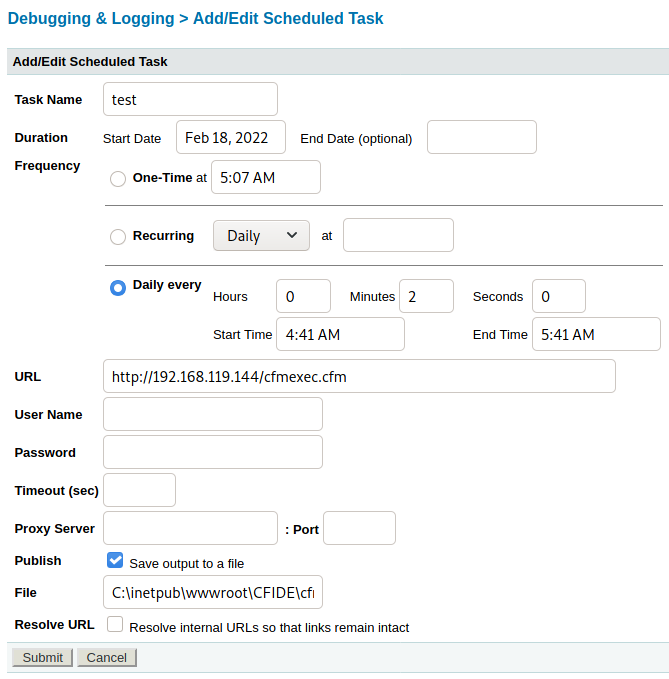 Debugging & Logging > Add/Edit Scheduled Task
Add/Edit Scheduled Task
Task Name test
Duration Start Date Feb 18, 2022 End Date (optional)
Frequency
One-Time at 5:07 AM
Recurring Daily at
Daily every
Hours 0 Minutes 2 Seconds 0
Start Time 4:41 AM End Time 5:41 AM
URL http://192.168.119.144/cfmexec.cfm
User Name
Password
Timeout (sec)
Proxy Server : Port
Publish Save output to a file
File C:\inetpub\wwwroot\CFIDE\cfi
Resolve URL Resolve internal URLs so that links remain intact
Submit Cancel